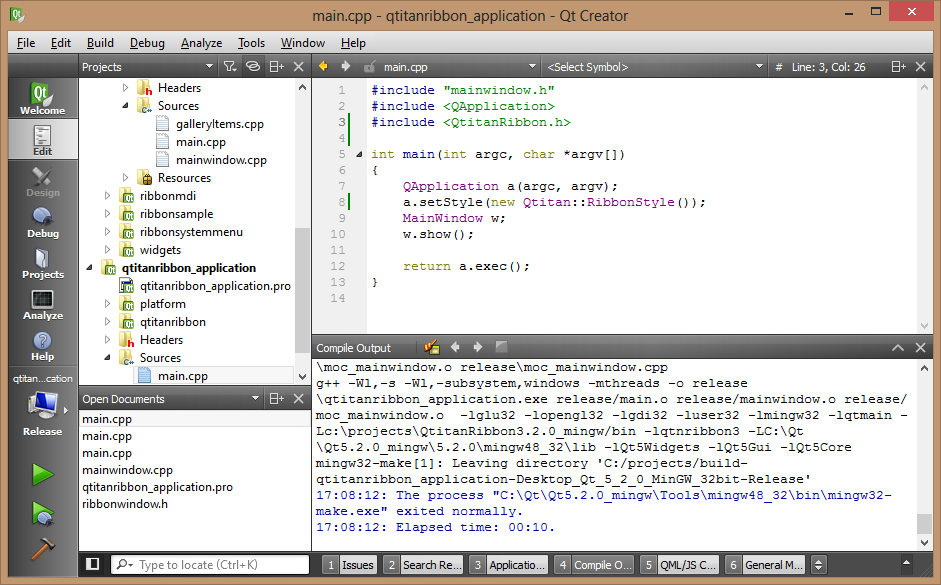 main.cpp - qtitanribbon_application - Qt Creator
File Edit Build Debug Analyze Tools Window Help
Projects
main.cpp
<Select Symbol>
# Line: 3, Col: 26
Qt
Welcome
Edit
Design
Debug
Projects
Analyze
Help
qtitan...cation
Release
Headers
Sources
galleryItems.cpp
main.cpp
mainwindow.cpp
Resources
ribbonmdi
ribbonsample
ribbonsystemmenu
widgets
qtitanribbon_application
qtitanribbon_application.pro
platform
qtitanribbon
Headers
Sources
main.cpp
Open Documents
main.cpp
main.cpp
main.cpp
mainwindow.cpp
qtitanribbon_application.pro
ribbonwindow.h
1 #include "mainwindow.h"
2 #include <QApplication>
3 #include <QtitanRibbon.h>
4
5 int main(int argc, char *argv[])
6 {
7 QApplication a(argc, argv);
8 a.setStyle(new Qtitan::RibbonStyle());
9 MainWindow w;
10 w.show();
11
12 return a.exec();
13 }
14
Compile Output
\moc_mainwindow.o release\moc_mainwindow.cpp
g++ -Wl,-s -Wl,-subsystem,windows -mthreads -o release
\qtitanribbon_application.exe release/main.o release/mainwindow.o release/
moc_mainwindow.o -lglu32 -lopengl32 -lgdi32 -luser32 -lmingw32 -lqtmain -
Lc:\projects\QtitanRibbon3.2.0_mingw/bin -lqtnribbon3 -LC:\Qt
\Qt5.2.0_mingw\5.2.0\mingw48_32\lib -lQt5Widgets -lQt5Gui -lQt5Core
mingw32-make[1]: Leaving directory 'C:/projects/build-
qtitanribbon_application-Desktop_Qt_5_2_0_MinGW_32bit-Release'
17:08:12: The process "C:\Qt\Qt5.2.0_mingw\Tools\mingw48_32\bin\mingw32-
make.exe" exited normally.
17:08:12: Elapsed time: 00:10.
Type to locate (Ctrl+K)
1 Issues
2 Search Re...
3 Applicatio...
4 Compile O...
5 QML/JS C...
6 General M...